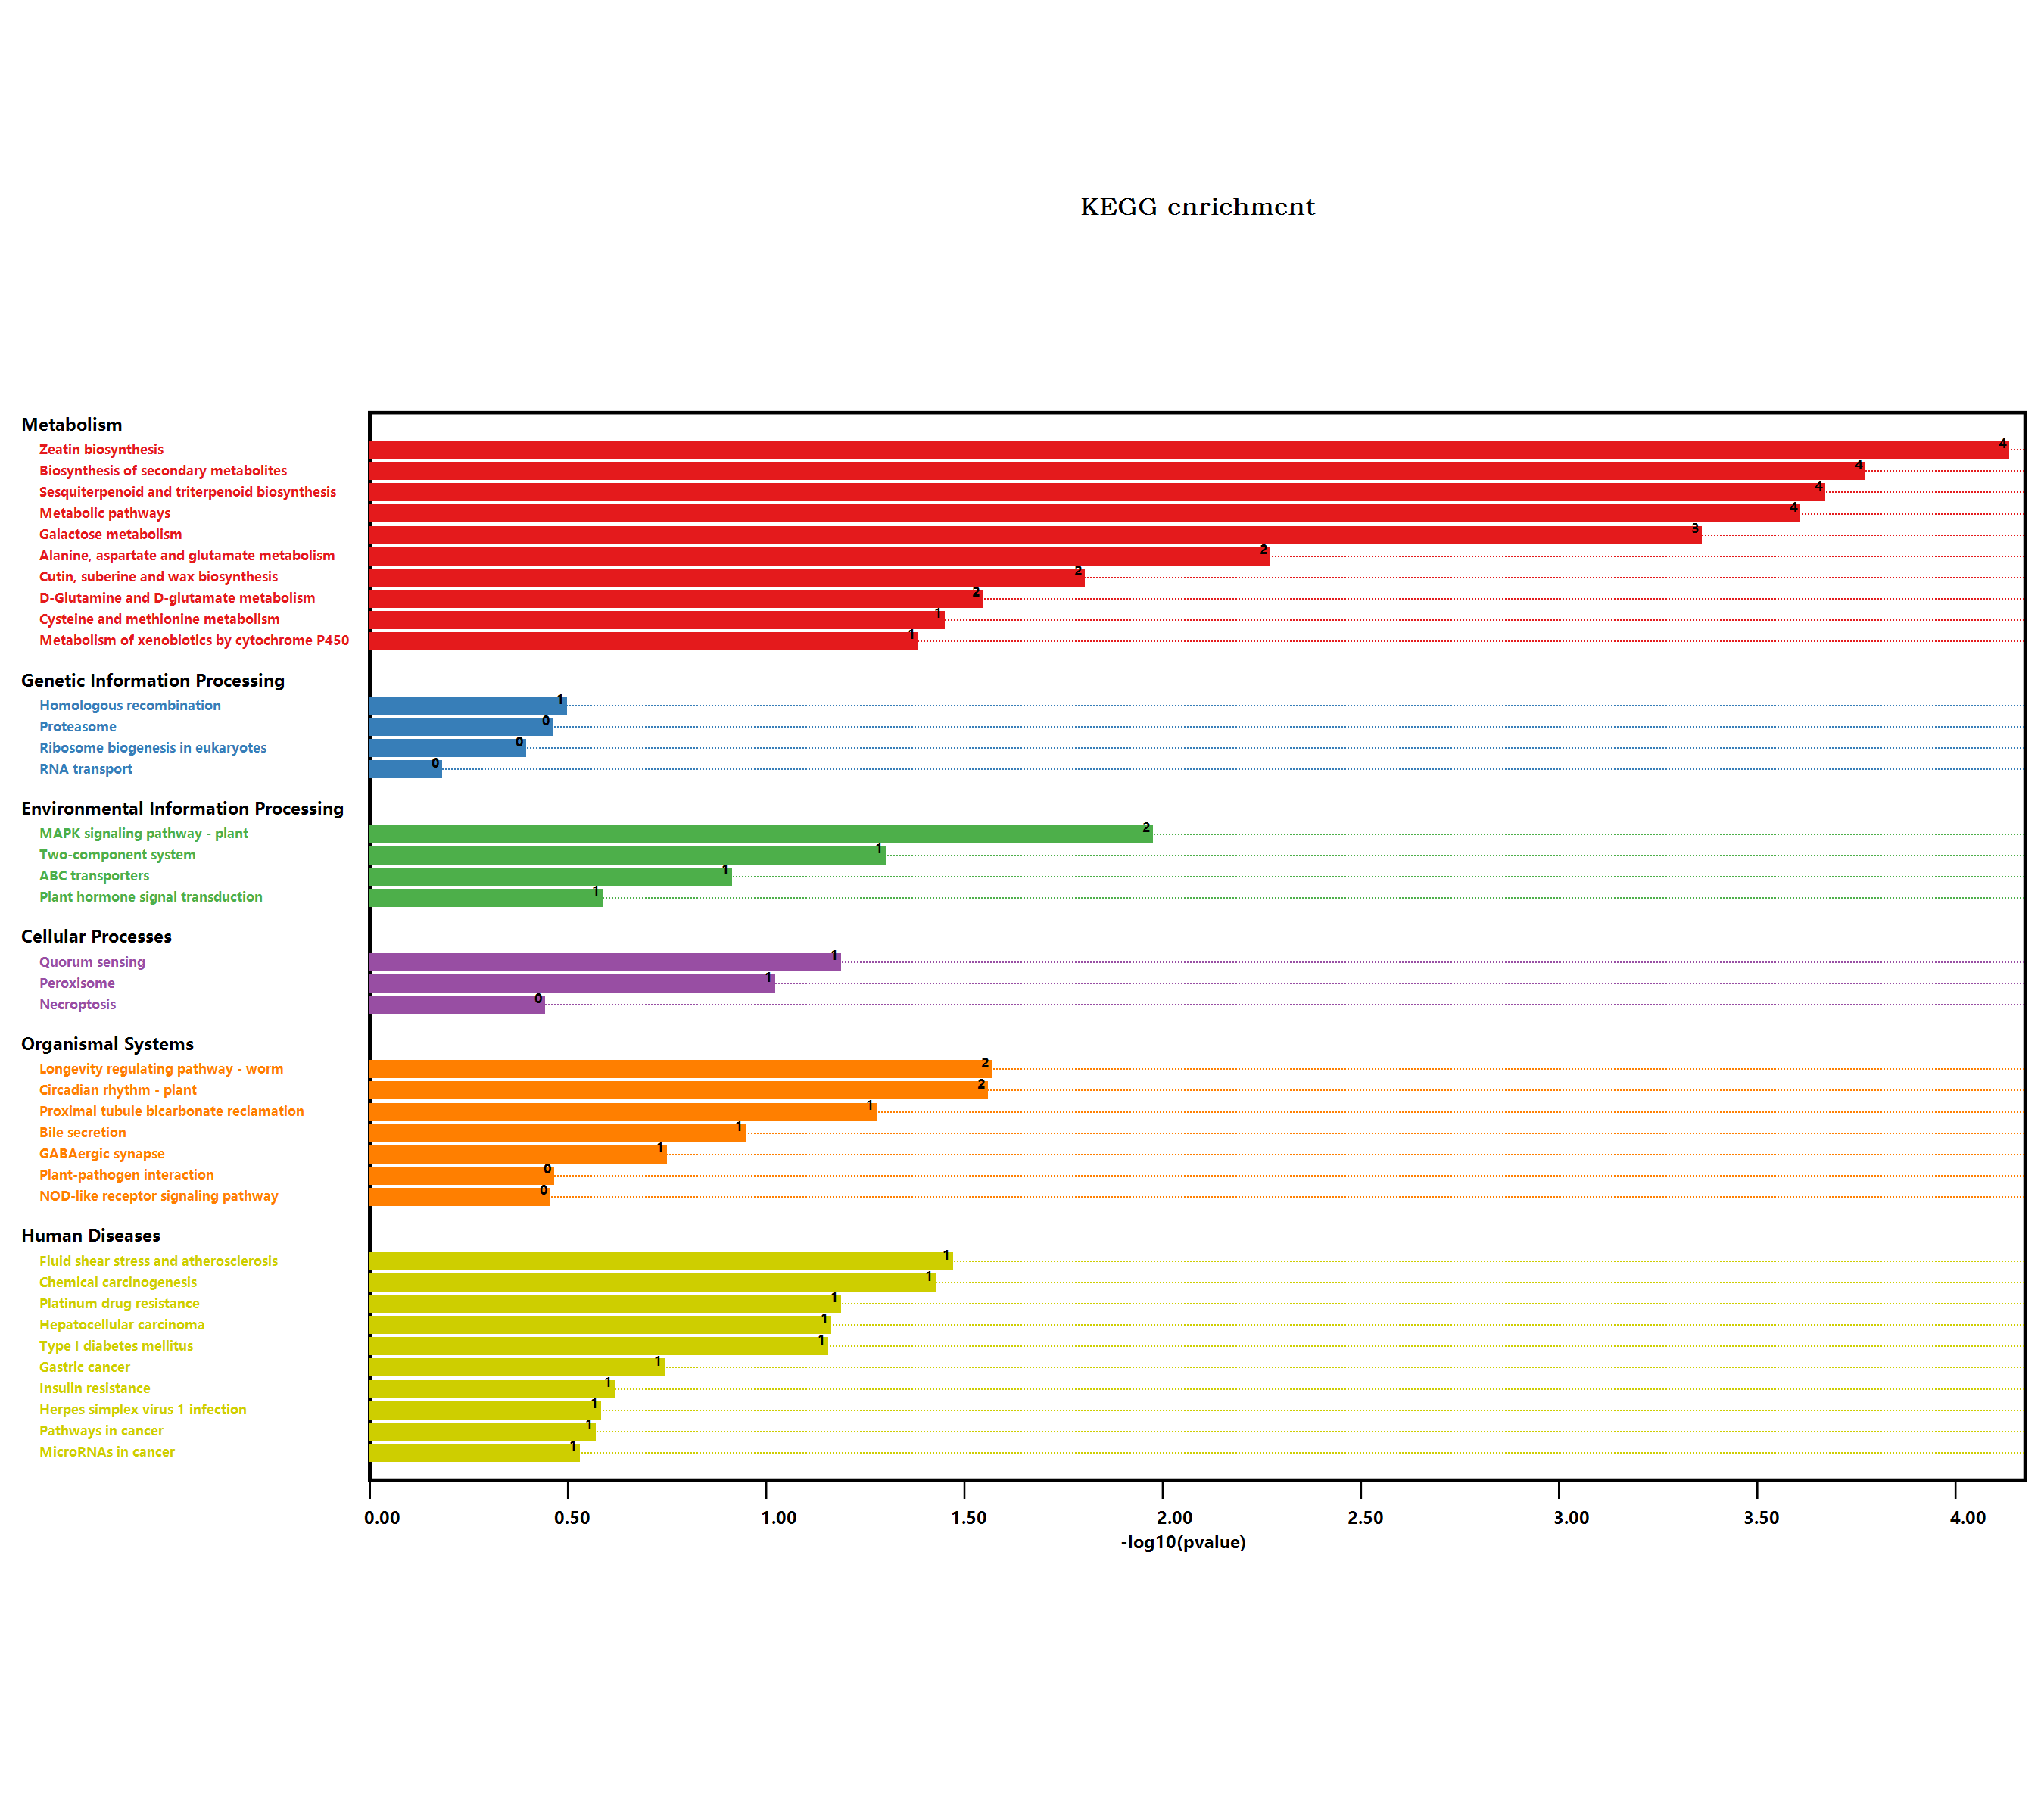 KEGG enrichment
Metabolism
Zeatin biosynthesis 4
Biosynthesis of secondary metabolites 4
Sesquiterpenoid and triterpenoid biosynthesis 4
Metabolic pathways 4
Galactose metabolism 3
Alanine, aspartate and glutamate metabolism 2
Cutin, suberine and wax biosynthesis 2
D-Glutamine and D-glutamate metabolism 2
Cysteine and methionine metabolism 1
Metabolism of xenobiotics by cytochrome P450 1
Genetic Information Processing
Homologous recombination 1
Proteasome 0
Ribosome biogenesis in eukaryotes 0
RNA transport 0
Environmental Information Processing
MAPK signaling pathway - plant 2
Two-component system 1
ABC transporters 1
Plant hormone signal transduction 1
Cellular Processes
Quorum sensing 1
Peroxisome 1
Necroptosis 0
Organismal Systems
Longevity regulating pathway - worm 2
Circadian rhythm - plant 2
Proximal tubule bicarbonate reclamation 1
Bile secretion 1
GABAergic synapse 1
Plant-pathogen interaction 0
NOD-like receptor signaling pathway 0
Human Diseases
Fluid shear stress and atherosclerosis 1
Chemical carcinogenesis 1
Platinum drug resistance 1
Hepatocellular carcinoma 1
Type I diabetes mellitus 1
Gastric cancer 1
Insulin resistance 1
Herpes simplex virus 1 infection 1
Pathways in cancer 1
MicroRNAs in cancer 1
0.00 0.50 1.00 1.50 2.00 2.50 3.00 3.50 4.00
-log10(pvalue)